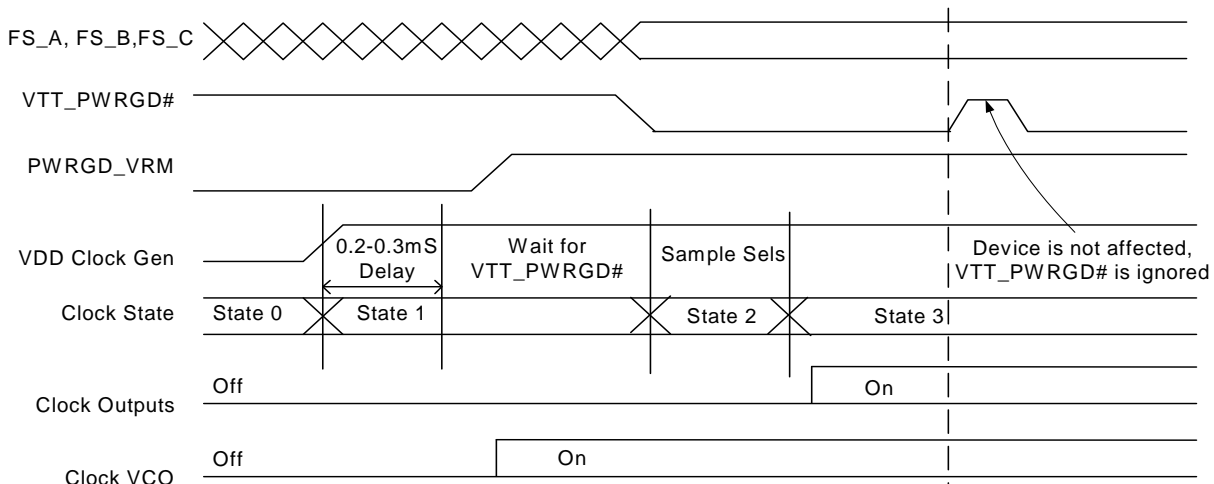 FS_A, FS_B,FS_C
VTT_PWRGD#
PWRGD_VRM
VDD Clock Gen
0.2-0.3mS
Delay
Wait for
VTT_PWRGD#
Sample Sels
Device is not affected,
VTT_PWRGD# is ignored
Clock State
State 0
State 1
State 2
State 3
Clock Outputs
Off
On
Clock VCO
Off
On